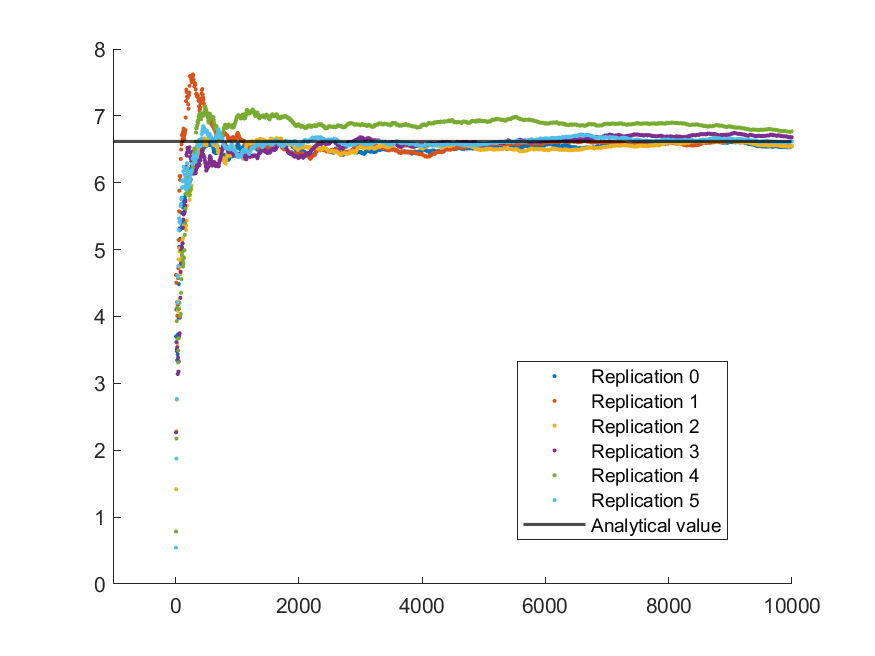 8
7
6
5
4
3
2
1
0
0 2000 4000 6000 8000 10000
Replication 0
Replication 1
Replication 2
Replication 3
Replication 4
Replication 5
Analytical value